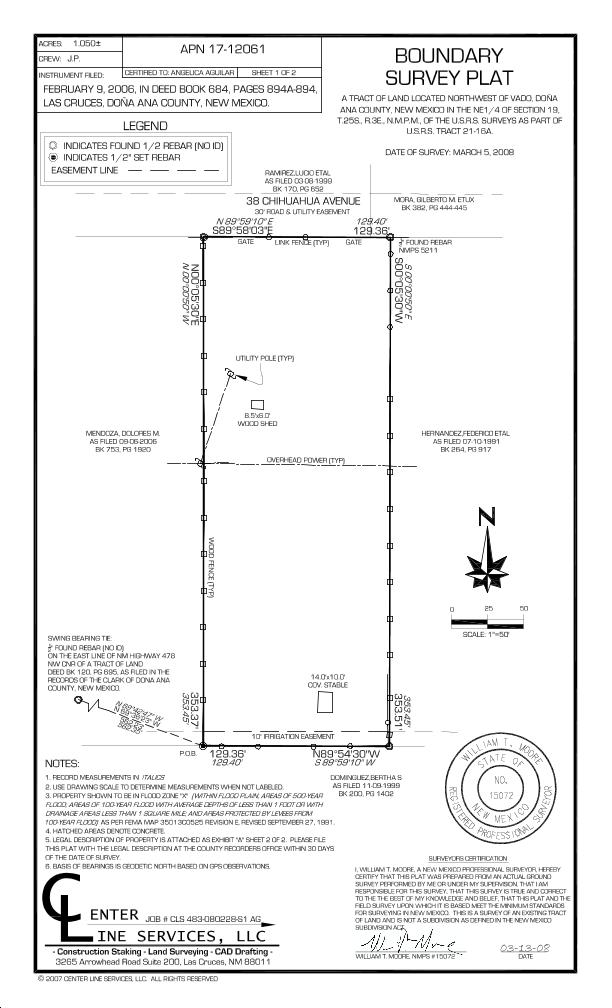 ACRES: 1.050±
CREW: J.P.
APN 17-12061
INSTRUMENT FILED:
CERTIFIED TO: ANGELICA AGUILAR
SHEET 1 OF 2
FEBRUARY 9, 2006, IN DEED BOOK 684, PAGES 894A-894,
LAS CRUCES, DOÑA ANA COUNTY, NEW MEXICO.
BOUNDARY
SURVEY PLAT
A TRACT OF LAND LOCATED NORTHWEST OF VADO, DOÑA
ANA COUNTY, NEW MEXICO IN THE NE1/4 OF SECTION 19,
T.25S., R.3E., N.M.P.M., OF THE U.S.R.S. SURVEYS AS PART OF
U.S.R.S. TRACT 21-16A.
DATE OF SURVEY: MARCH 5, 2008
LEGEND
INDICATES FOUND 1/2 REBAR (NO ID)
INDICATES 1/2" SET REBAR
EASEMENT LINE
RAMIREZ,LUCIO ETAL
AS FILED 03-08-1999
BK 170, PG 652
MORA, GILBERTO M. ETUX
BK 382, PG 444-445
38 CHIHUAHUA AVENUE
30' ROAD & UTILITY EASEMENT
N 89°59'10" E
129.40'
S89°58'03"E
129.36'
GATE
LINK FENCE (TYP)
GATE
FOUND REBAR
NMPS 5211
N00°05'30"E
N 00°00'50" W
S00°05'30"W
S 00°00'50" E
UTILITY POLE (TYP)
8.5'x6.0'
WOOD SHED
MENDOZA, DOLORES M.
AS FILED 09-06-2006
BK 753, PG 1920
HERNANDEZ,FEDERICO ETAL
AS FILED 07-10-1991
BK 264, PG 917
OVERHEAD POWER (TYP)
WOOD FENCE (TYP)
N
0 25 50
SCALE: 1"=50'
SWING BEARING TIE:
FOUND REBAR (NO ID)
ON THE EAST LINE OF NM HIGHWAY 478
NW CNR OF A TRACT OF LAND
DEED BK 120, PG 695, AS FILED IN THE
RECORDS OF THE CLARK OF DONA ANA
COUNTY, NEW MEXICO.
14.0'x10.0'
COV. STABLE
353.37'
353.45'
353.51'
353.45'
10' IRRIGATION EASEMENT
P.O.B.
129.36'
129.40'
N89°54'30"W
S 89°59'10" W
DOMINGUEZ,BERTHA S
AS FILED 11-09-1999
BK 200, PG 1402
NOTES:
1. RECORD MEASUREMENTS IN ITALICS
2. USE DRAWING SCALE TO DETERMINE MEASUREMENTS WHEN NOT LABELED.
3. PROPERTY SHOWN TO BE IN FLOOD ZONE "X" (WITHIN FLOOD PLAIN, AREAS OF 500-YEAR
FLOOD, AREAS OF 100-YEAR FLOOD WITH AVERAGE DEPTHS OF LESS THAN 1 FOOT OR WITH
DRAINAGE AREAS LESS THAN 1 SQUARE MILE; AND AREAS PROTECTED BY LEVEES FROM
100-YEAR FLOOD) AS PER FEMA MAP 35013C0525 REVISION E, REVISED SEPTEMBER 27, 1991.
4. HATCHED AREAS DENOTE CONCRETE.
5. LEGAL DESCRIPTION OF PROPERTY IS ATTACHED AS EXHIBIT "A" SHEET 2 OF 2. PLEASE FILE
THIS PLAT WITH THE LEGAL DESCRIPTION AT THE COUNTY RECORDERS OFFICE WITHIN 30 DAYS
OF THE DATE OF SURVEY.
6. BASIS OF BEARINGS IS GEODETIC NORTH BASED ON GPS OBSERVATIONS.
WILLIAM T. MOORE
STATE OF
NO.
15072
NEW MEXICO
REGISTERED PROFESSIONAL SURVEYOR
SURVEYORS CERTIFICATION
I, WILLIAM T. MOORE, A NEW MEXICO PROFESSIONAL SURVEYOR, HEREBY
CERTIFY THAT THIS PLAT WAS PREPARED FROM AN ACTUAL GROUND
SURVEY PERFORMED BY ME OR UNDER MY SUPERVISION, THAT I AM
RESPONSIBLE FOR THIS SURVEY, THAT THIS SURVEY IS TRUE AND CORRECT
TO THE THE BEST OF MY KNOWLEDGE AND BELIEF, THAT THIS PLAT AND THE
FIELD SURVEY UPON WHICH IT IS BASED MEET THE MINIMUM STANDARDS
FOR SURVEYING IN NEW MEXICO. THIS IS A SURVEY OF AN EXISTING TRACT
OF LAND AND IS NOT A SUBDIVISION AS DEFINED IN THE NEW MEXICO
SUBDIVISION ACT.
03-13-08
WILLIAM T. MOORE, NMPS #15072
DATE
CENTER
JOB # CLS 483-080228-S1 AG
LINE SERVICES, LLC
- Construction Staking - Land Surveying - CAD Drafting -
3265 Arrowhead Road Suite 200, Las Cruces, NM 88011
© 2007 CENTER LINE SERVICES, LLC. ALL RIGHTS RESERVED